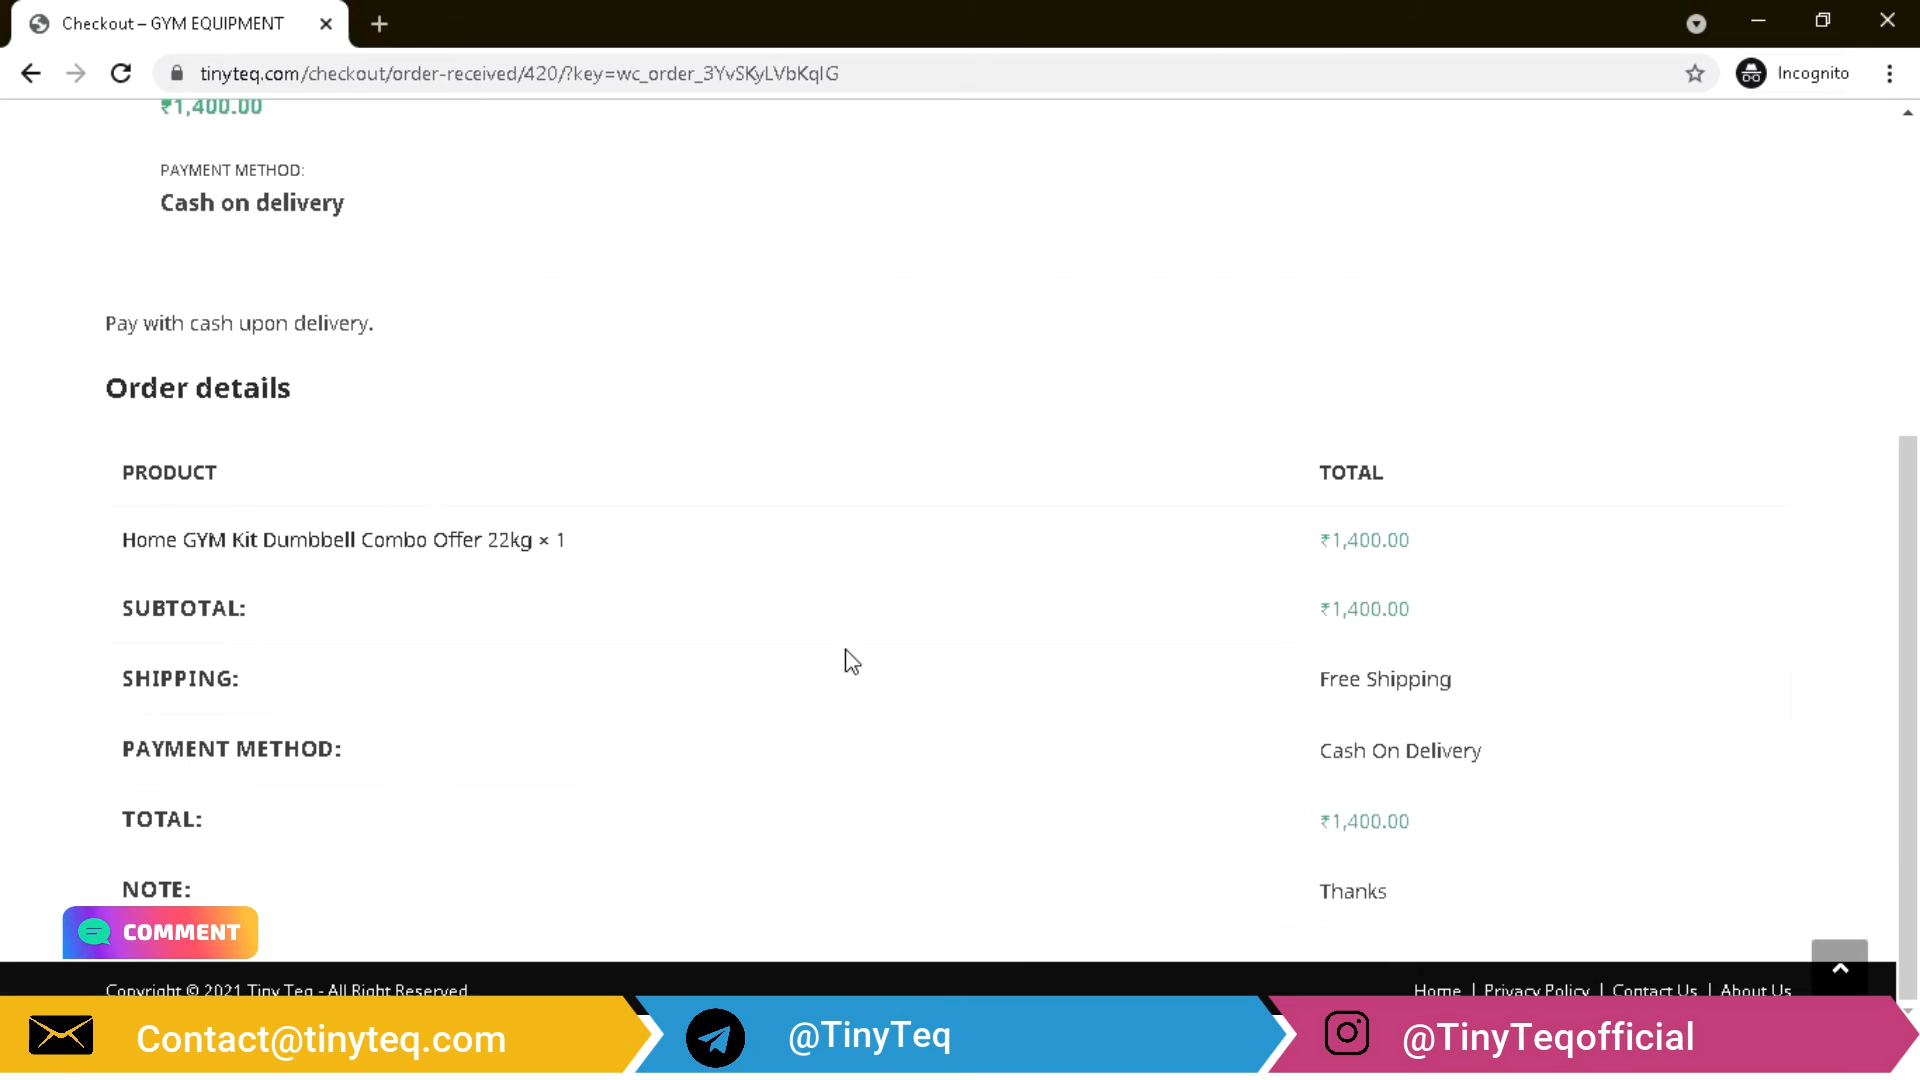 Checkout – GYM EQUIPMENT
tinyteq.com/checkout/order-received/420/?key=wc_order_3YvSKyLVbKqIG
Incognito
₹1,400.00
PAYMENT METHOD:
Cash on delivery
Pay with cash upon delivery.
Order details
PRODUCT TOTAL
Home GYM Kit Dumbbell Combo Offer 22kg × 1 ₹1,400.00
SUBTOTAL: ₹1,400.00
SHIPPING: Free Shipping
PAYMENT METHOD: Cash On Delivery
TOTAL: ₹1,400.00
NOTE: Thanks
COMMENT
Copyright © 2021 Tiny Teq - All Right Reserved
Home | Privacy Policy | Contact Us | About Us
Contact@tinyteq.com
@TinyTeq
@TinyTeqofficial